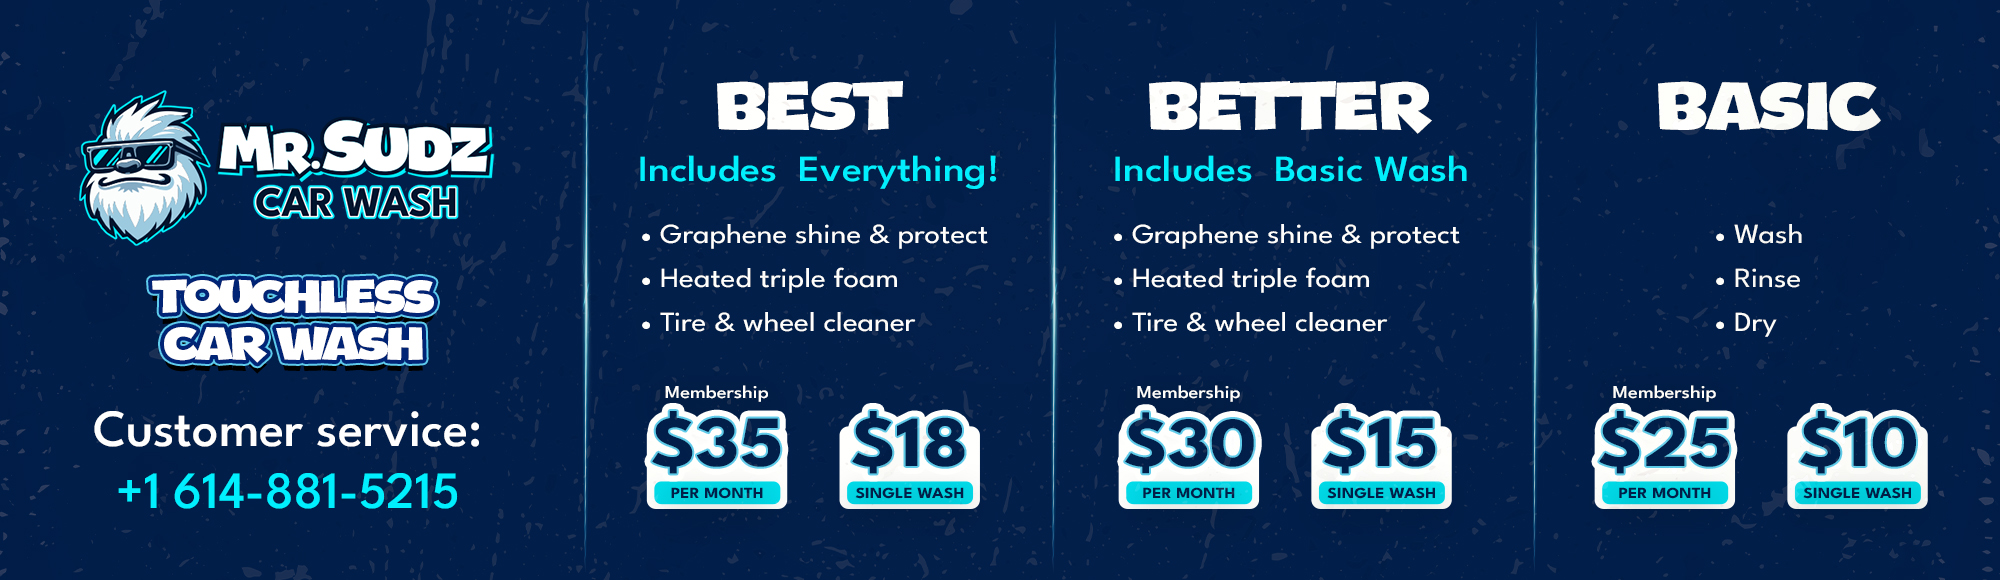 MR. SUDZ
CAR WASH
TOUCHLESS
CAR WASH
Customer service:
+1 614-881-5215
BEST
Includes Everything!
• Graphene shine & protect
• Heated triple foam
• Tire & wheel cleaner
Membership
$35
PER MONTH
$18
SINGLE WASH
BETTER
Includes Basic Wash
• Graphene shine & protect
• Heated triple foam
• Tire & wheel cleaner
Membership
$30
PER MONTH
$15
SINGLE WASH
BASIC
• Wash
• Rinse
• Dry
Membership
$25
PER MONTH
$10
SINGLE WASH